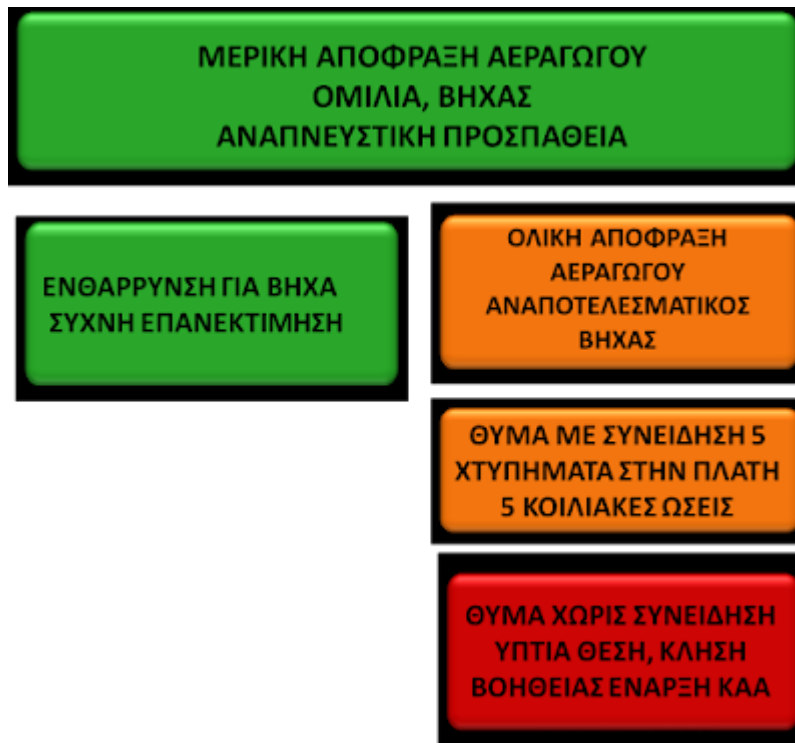 ΜΕΡΙΚΗ ΑΠΟΦΡΑΞΗ ΑΕΡΑΓΩΓΟΥ
ΟΜΙΛΙΑ, ΒΗΧΑΣ
ΑΝΑΠΝΕΥΣΤΙΚΗ ΠΡΟΣΠΑΘΕΙΑ
ΕΝΘΑΡΡΥΝΣΗ ΓΙΑ ΒΗΧΑ
ΣΥΧΝΗ ΕΠΑΝΕΚΤΙΜΗΣΗ
ΟΛΙΚΗ ΑΠΟΦΡΑΞΗ
ΑΕΡΑΓΩΓΟΥ
ΑΝΑΠΟΤΕΛΕΣΜΑΤΙΚΟΣ
ΒΗΧΑΣ
ΘΥΜΑ ΜΕ ΣΥΝΕΙΔΗΣΗ 5
ΧΤΥΠΗΜΑΤΑ ΣΤΗΝ ΠΛΑΤΗ
5 ΚΟΙΛΙΑΚΕΣ ΩΣΕΙΣ
ΘΥΜΑ ΧΩΡΙΣ ΣΥΝΕΙΔΗΣΗ
ΥΠΤΙΑ ΘΕΣΗ, ΚΛΗΣΗ
ΒΟΗΘΕΙΑΣ ΕΝΑΡΞΗ ΚΑΑ